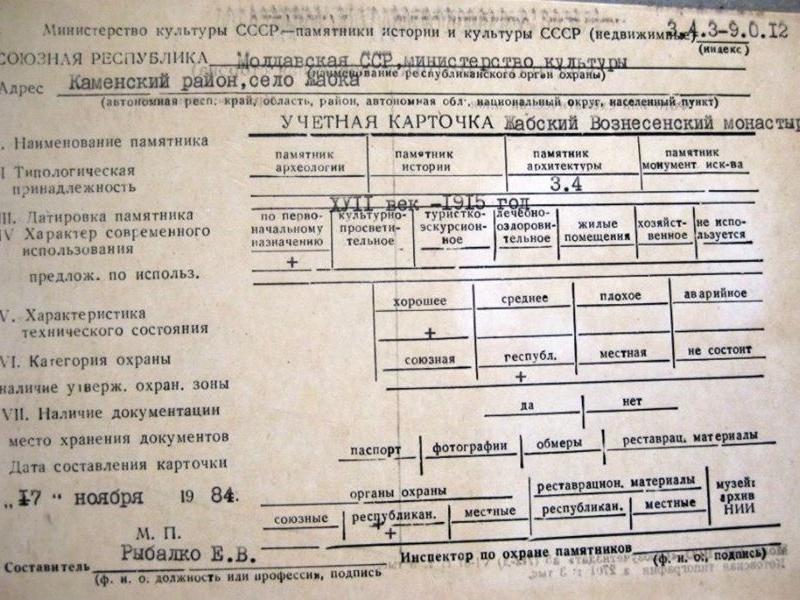 Министерство культуры СССР—памятники истории и культуры СССР (недвижимые) 3.4.3-9.0.12
(индекс)
СОЮЗНАЯ РЕСПУБЛИКА Молдавская ССР, министерство культуры
(наименование республиканского орган охраны)
Адрес Каменский район, село Жабка
(автономная респ. край, область, район, автономная обл. национальный округ, населенный пункт)
УЧЕТНАЯ КАРТОЧКА Жабский Вознесенский монастыр
. Наименование памятника
I Типологическая принадлежность
памятник археологии памятник истории памятник архитектуры памятник монумент. иск-ва
3.4
III. Датировка памятника XVII век -1915 год
IV Характер современного использования
по первоначальному назначению культурно-просветительное туристко-экскурсионное лечебно-оздоровительное жилые помещения хозяйственное не используется
+
предлож. по использ.
V. Характеристика технического состояния
хорошее среднее плохое аварийное
+
VI. Категория охраны союзная республ. местная не состоит
+
наличие утверж. охран. зоны
да нет
VII. Наличие документации
паспорт фотографии обмеры реставрац. материалы
место хранения документов
Дата составления карточки
органы охраны реставрацион. материалы музей: архив НИИ
„17" ноября 1984.
союзные республикан. местные республикан. местные
+
+
М. П.
Составитель Рыбалко Е.В. Инспектор по охране памятников
(ф. и. о. должность или професси, подпись (ф. и. о., подпись)